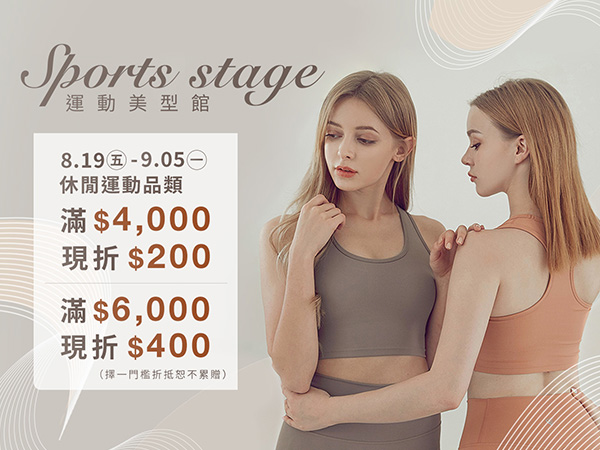 Sports stage
運動美型館
8.19㊄-9.05㊀
休閒運動品類
滿 $4,000
現折 $200
滿 $6,000
現折 $400
（擇一門檻折抵恕不累贈）